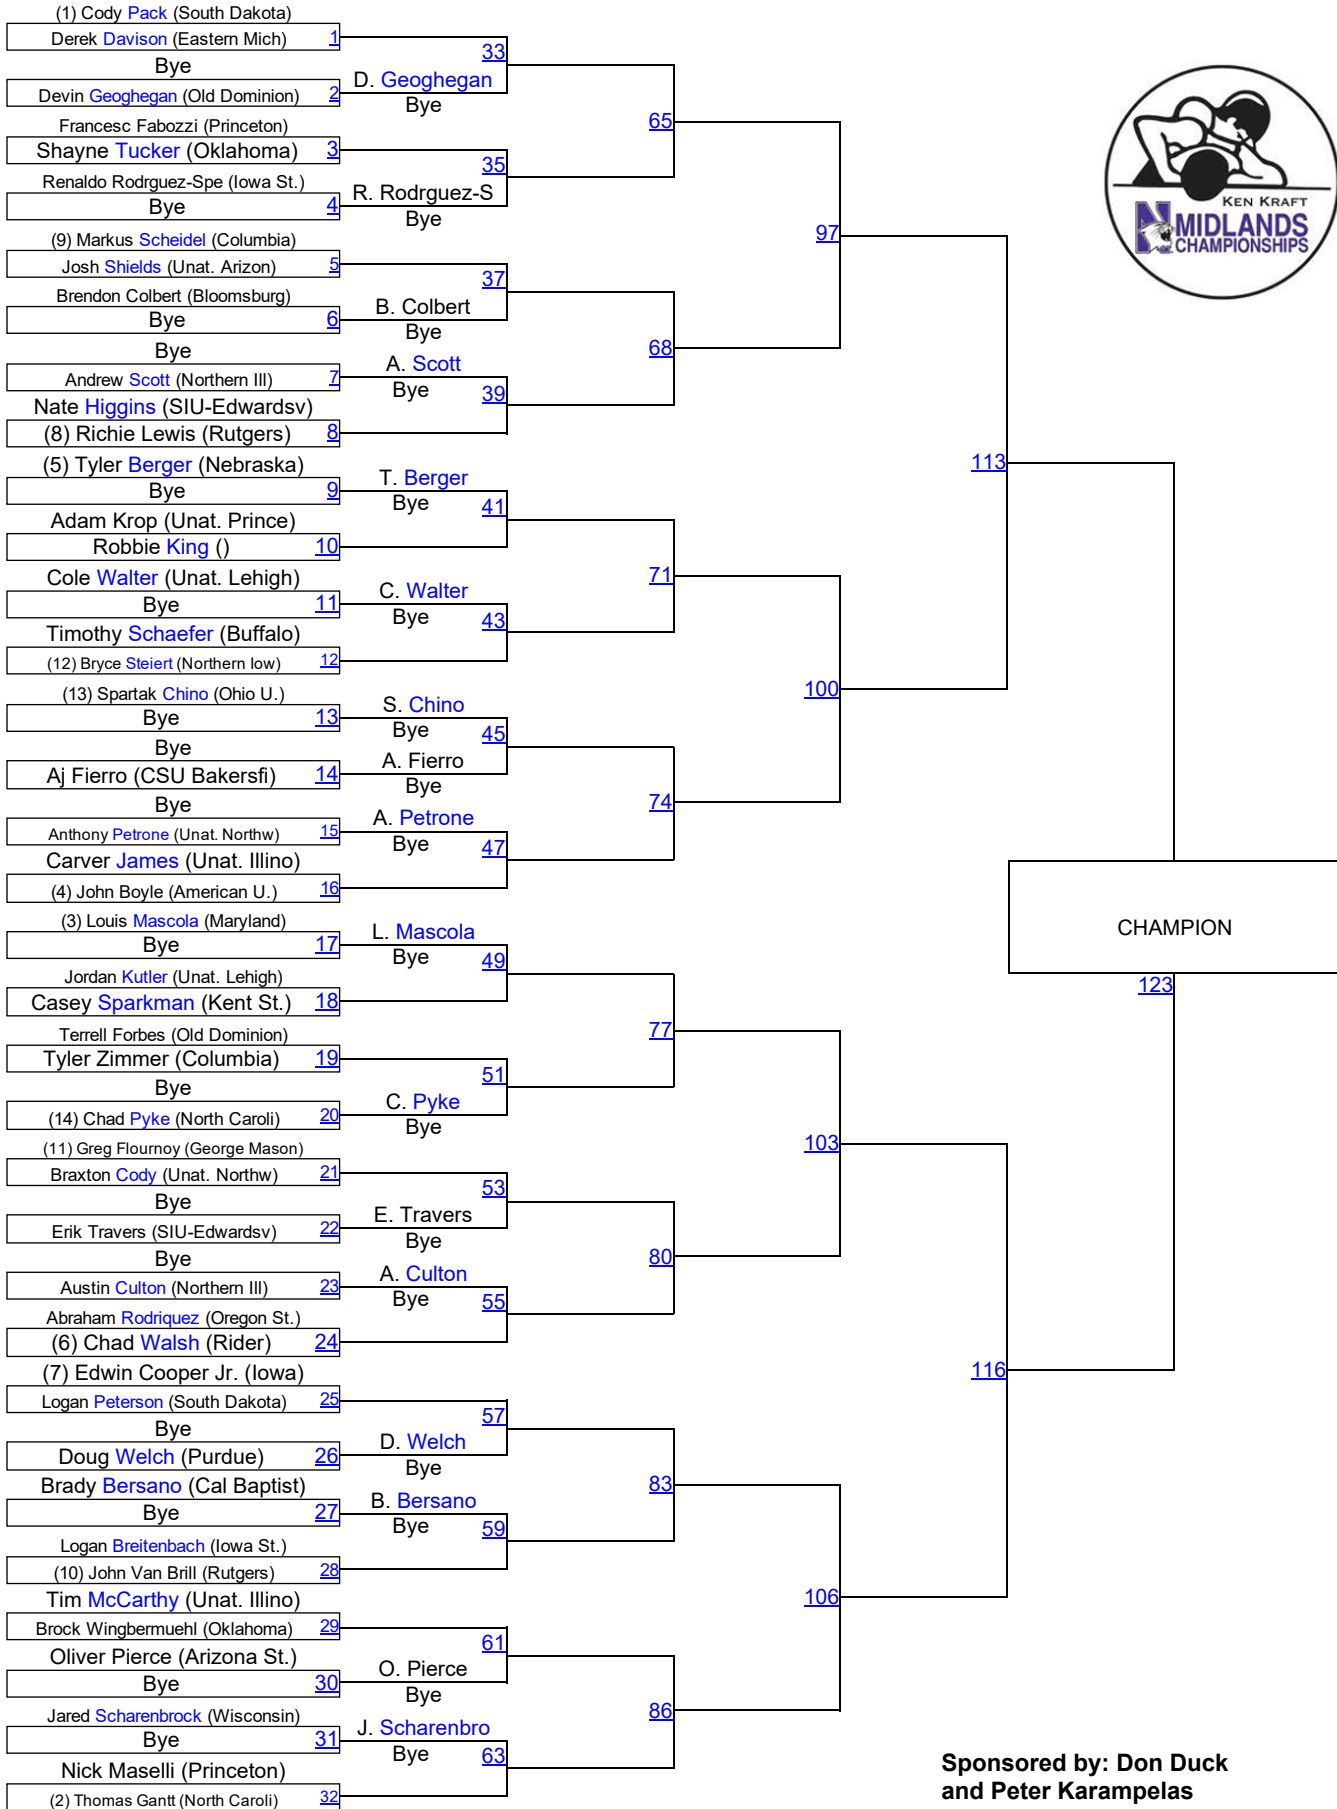 (1) Cody Pack (South Dakota)
Derek Davison (Eastern Mich) 1
33
Bye
D. Geoghegan
Devin Geoghegan (Old Dominion) 2
Bye
65
Francesc Fabozzi (Princeton)
Shayne Tucker (Oklahoma) 3
35
Renaldo Rodrguez-Spe (Iowa St.)
R. Rodrguez-S
Bye 4
Bye
97
KEN KRAFT
N MIDLANDS
CHAMPIONSHIPS
(9) Markus Scheidel (Columbia)
Josh Shields (Unat. Arizon) 5
37
Brendon Colbert (Bloomsburg)
B. Colbert
Bye 6
Bye
68
Bye
A. Scott
Andrew Scott (Northern Ill) 7
Bye 39
Nate Higgins (SIU-Edwardsv)
(8) Richie Lewis (Rutgers) 8
113
(5) Tyler Berger (Nebraska)
T. Berger
Bye 9
Bye 41
Adam Krop (Unat. Prince)
Robbie King () 10
71
Cole Walter (Unat. Lehigh)
C. Walter
Bye 11
Bye 43
Timothy Schaefer (Buffalo)
(12) Bryce Steiert (Northern Iow) 12
100
(13) Spartak Chino (Ohio U.)
S. Chino
Bye 13
Bye 45
Bye
A. Fierro
Aj Fierro (CSU Bakersfi) 14
Bye
74
Bye
A. Petrone
Anthony Petrone (Unat. Northw) 15
Bye 47
Carver James (Unat. Illino)
(4) John Boyle (American U.) 16
CHAMPION
123
(3) Louis Mascola (Maryland)
L. Mascola
Bye 17
Bye 49
Jordan Kutler (Unat. Lehigh)
Casey Sparkman (Kent St.) 18
77
Terrell Forbes (Old Dominion)
Tyler Zimmer (Columbia) 19
51
Bye
C. Pyke
(14) Chad Pyke (North Caroli) 20
Bye
103
(11) Greg Flournoy (George Mason)
Braxton Cody (Unat. Northw) 21
53
Bye
E. Travers
Erik Travers (SIU-Edwardsv) 22
Bye
80
Bye
A. Culton
Austin Culton (Northern Ill) 23
Bye 55
Abraham Rodriquez (Oregon St.)
(6) Chad Walsh (Rider) 24
116
(7) Edwin Cooper Jr. (Iowa)
Logan Peterson (South Dakota) 25
57
Bye
D. Welch
Doug Welch (Purdue) 26
Bye
83
Brady Bersano (Cal Baptist)
B. Bersano
Bye 27
Bye 59
Logan Breitenbach (Iowa St.)
(10) John Van Brill (Rutgers) 28
106
Tim McCarthy (Unat. Illino)
Brock Wingbermuehl (Oklahoma) 29
61
Oliver Pierce (Arizona St.)
O. Pierce
Bye 30
Bye
86
Jared Scharenbrock (Wisconsin)
J. Scharenbro
Bye 31
Bye 63
Nick Maselli (Princeton)
(2) Thomas Gantt (North Caroli) 32
Sponsored by: Don Duck
and Peter Karampelas